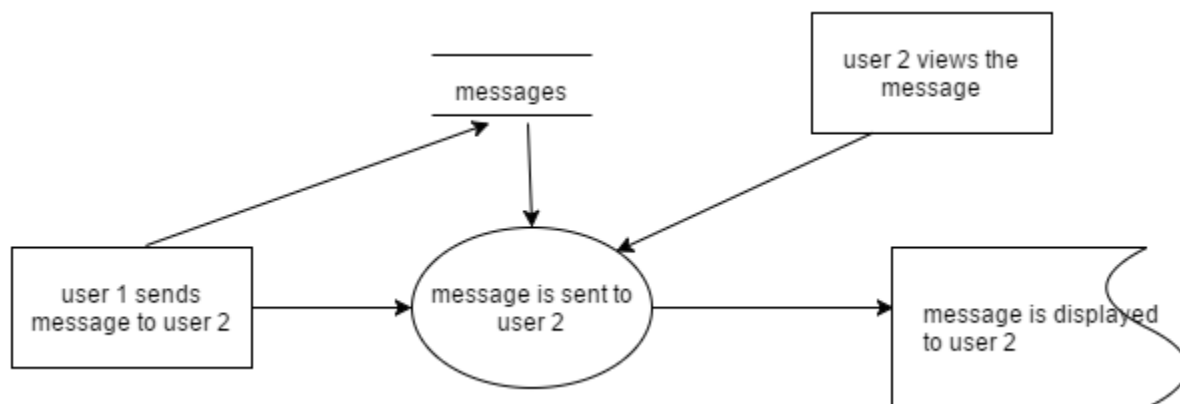 messages
user 2 views the
message
user 1 sends
message to user 2
message is sent to
user 2
message is displayed
to user 2